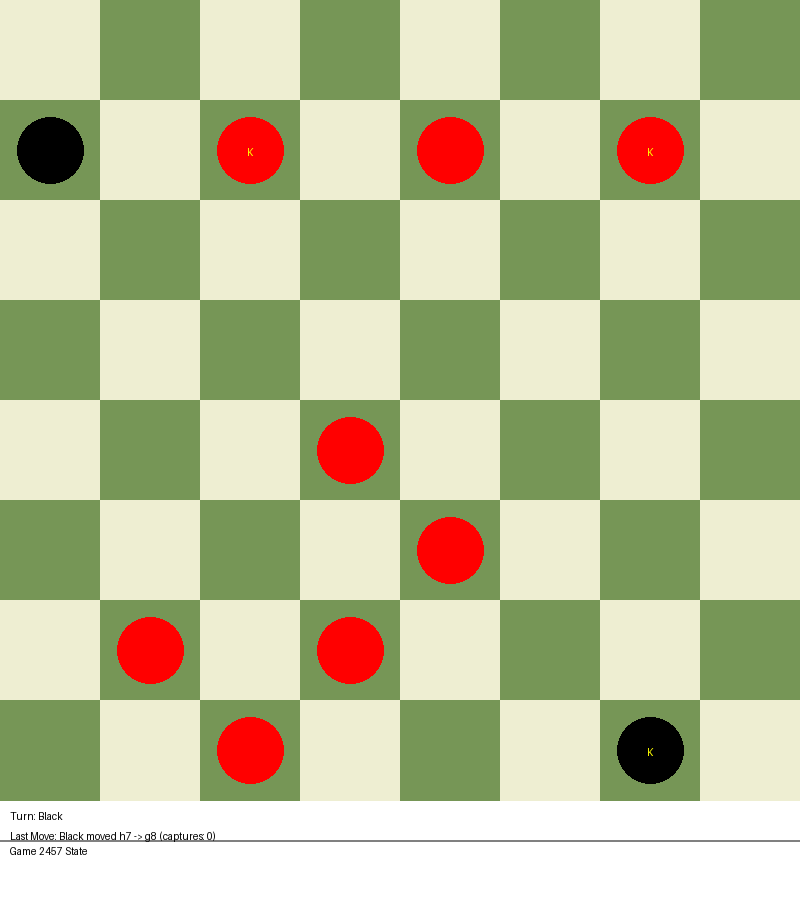 K
K
K
Turn: Black
Last Move: Black moved h7 -> g8 (captures: 0)
Game 2457 State